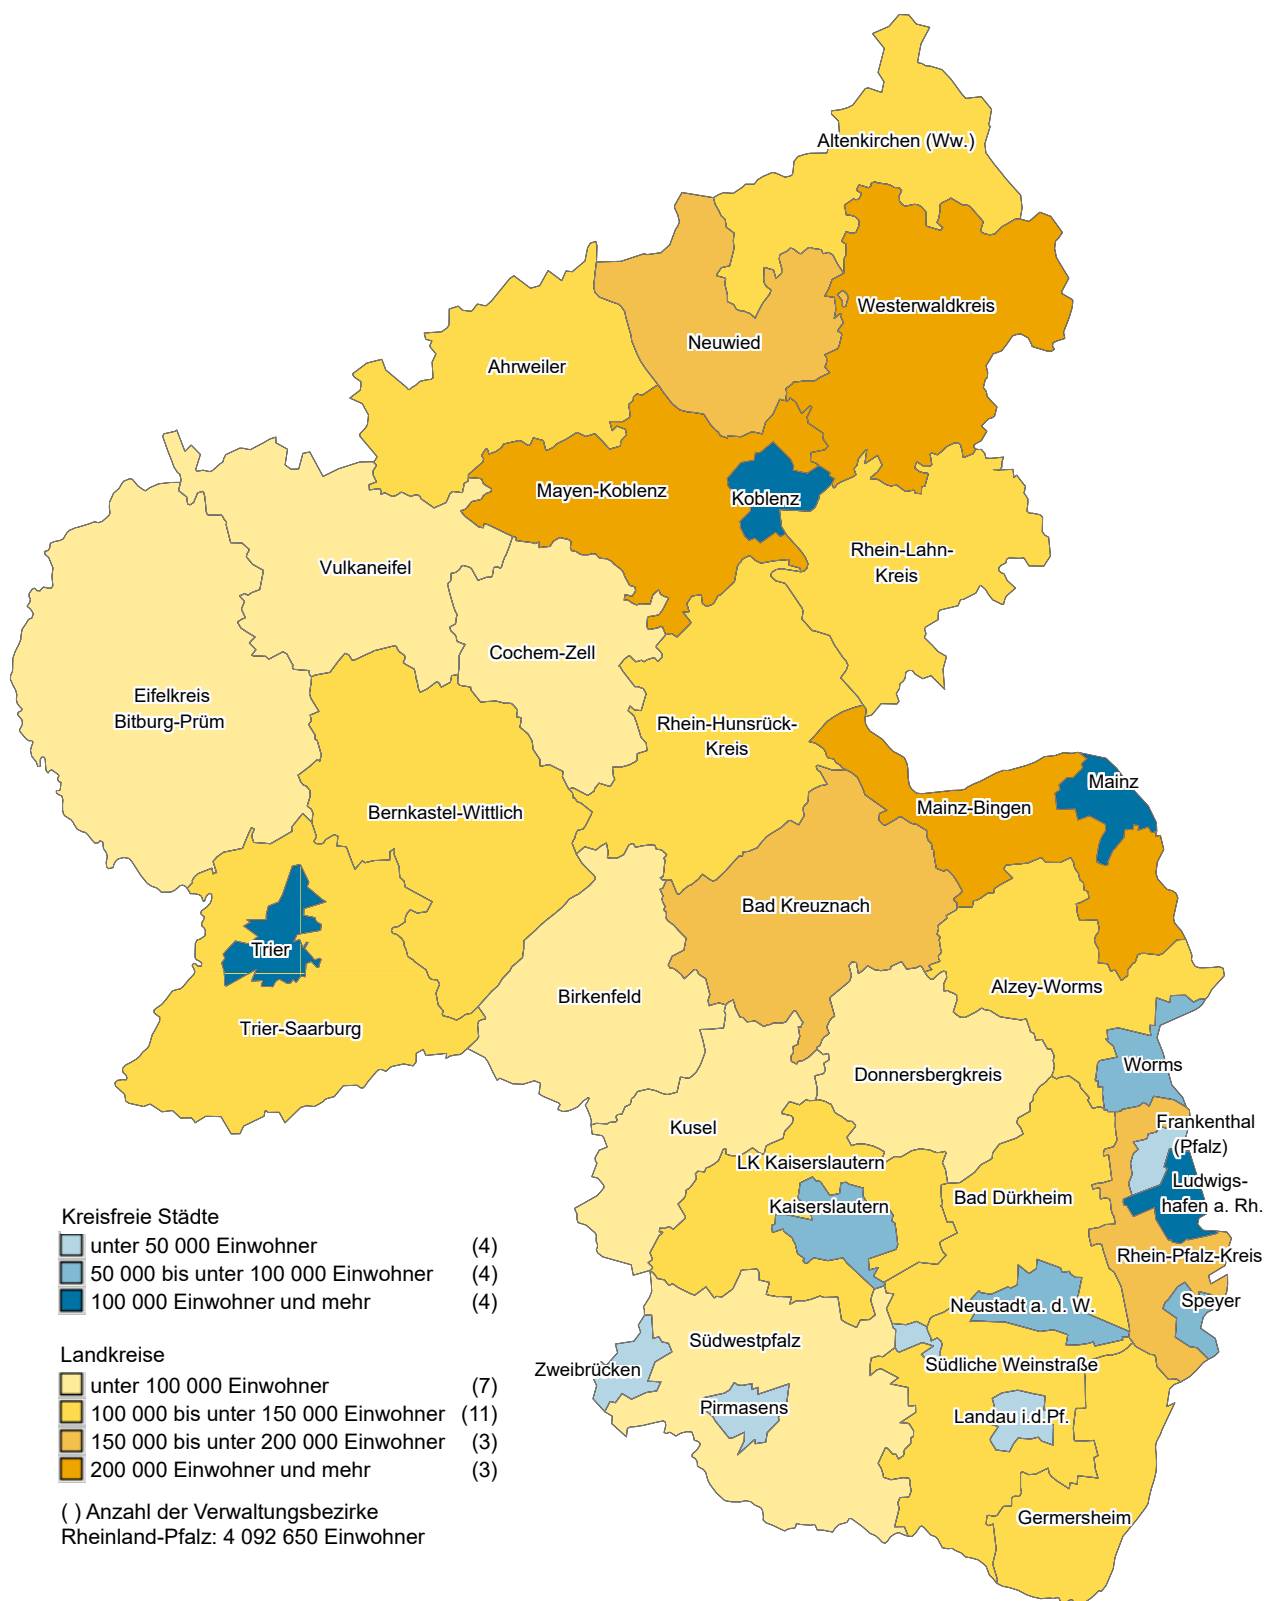 Altenkirchen (Ww.)
Westerwaldkreis
Neuwied
Ahrweiler
Mayen-Koblenz
Koblenz
Rhein-Lahn-
Kreis
Vulkaneifel
Cochem-Zell
Eifelkreis
Bitburg-Prüm
Rhein-Hunsrück-
Kreis
Mainz
Mainz-Bingen
Bernkastel-Wittlich
Bad Kreuznach
Trier
Alzey-Worms
Birkenfeld
Trier-Saarburg
Worms
Donnersbergkreis
Frankenthal
(Pfalz)
Kusel
LK Kaiserslautern
Ludwigs-
hafen a. Rh.
Bad Dürkheim
Kaiserslautern
Rhein-Pfalz-Kreis
Speyer
Neustadt a. d. W.
Südwestpfalz
Südliche Weinstraße
Zweibrücken
Pirmasens
Landau i.d.Pf.
Germersheim
Kreisfreie Städte
unter 50 000 Einwohner (4)
50 000 bis unter 100 000 Einwohner (4)
100 000 Einwohner und mehr (4)
Landkreise
unter 100 000 Einwohner (7)
100 000 bis unter 150 000 Einwohner (11)
150 000 bis unter 200 000 Einwohner (3)
200 000 Einwohner und mehr (3)
( ) Anzahl der Verwaltungsbezirke
Rheinland-Pfalz: 4 092 650 Einwohner